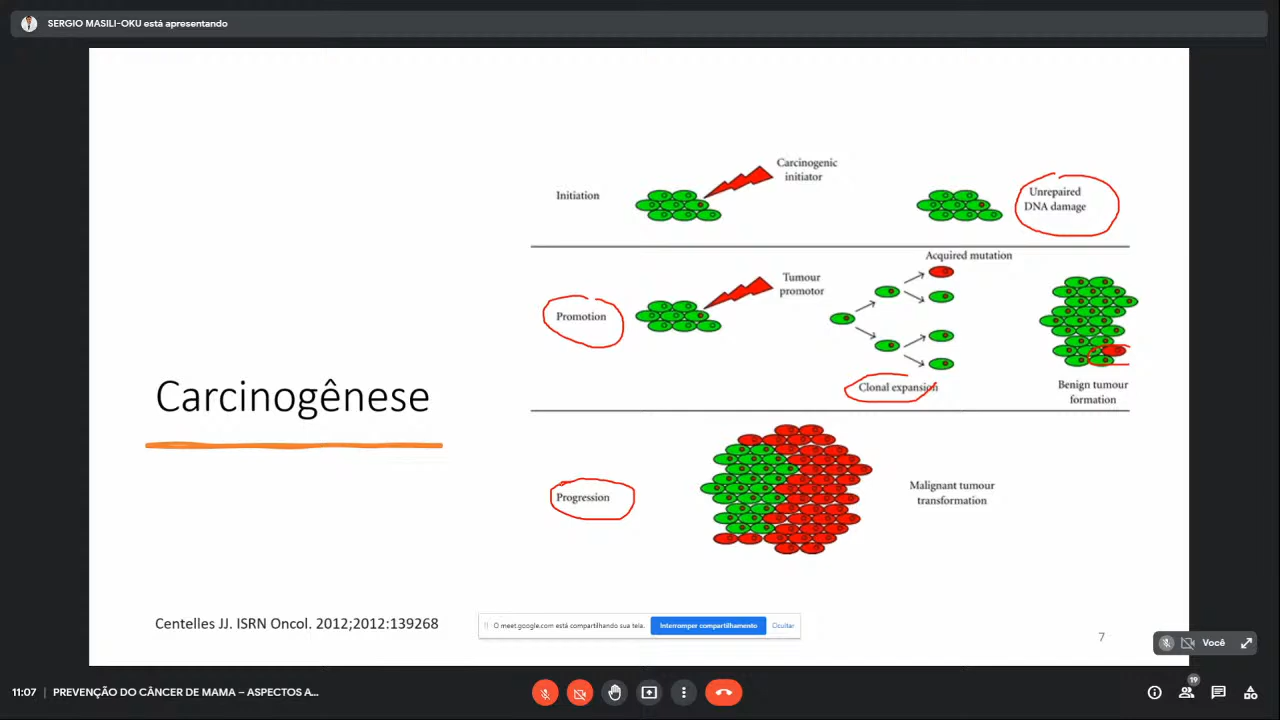 SERGIO MASILI-OKU está apresentando
Carcinogenic
initiator
Initiation
Unrepaired
DNA damage
Acquired mutation
Tumour
promotor
Promotion
Clonal expansion
Benign tumour
formation
Carcinogênese
Progression
Malignant tumour
transformation
Centelles JJ. ISRN Oncol. 2012;2012:139268
O meet.google.com está compartilhando sua tela.
Interromper compartilhamento
Ocultar
7
Você
11:07 | PREVENÇÃO DO CÂNCER DE MAMA – ASPECTOS A...
19